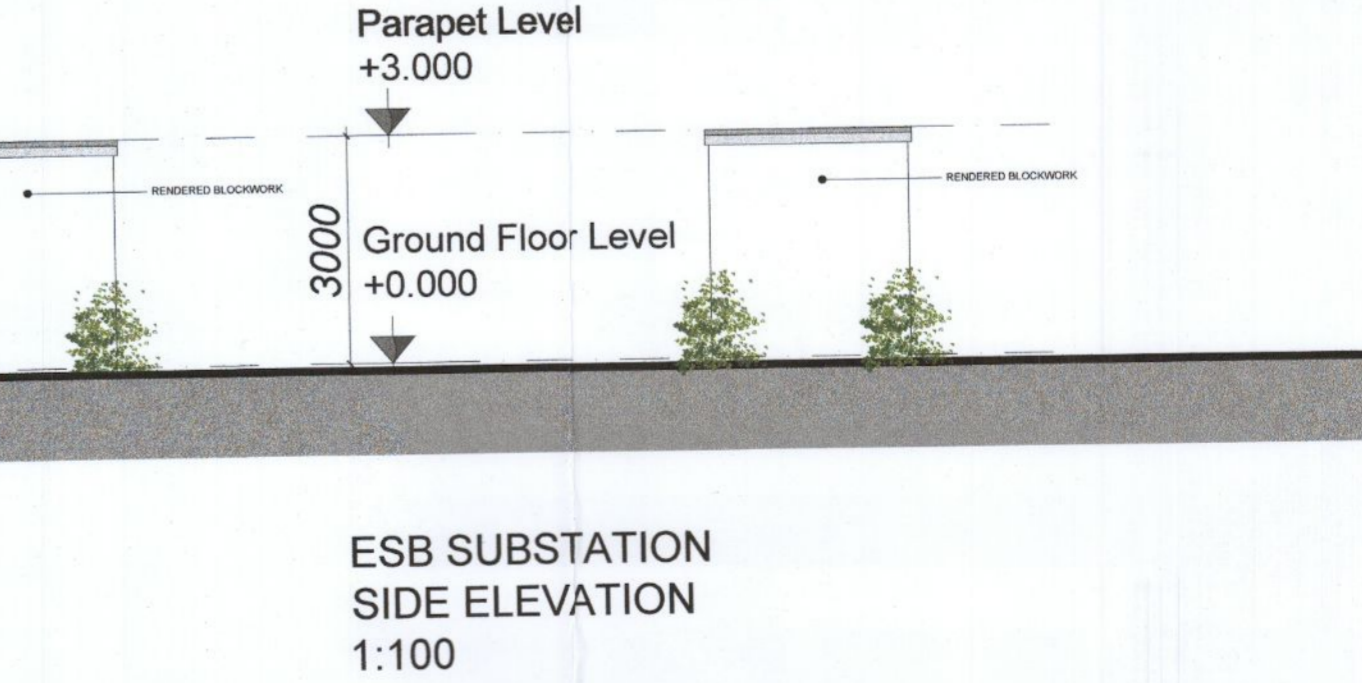 Parapet Level
+3.000
RENDERED BLOCKWORK
RENDERED BLOCKWORK
3000
Ground Floor Level
+0.000
ESB SUBSTATION
SIDE ELEVATION
1:100